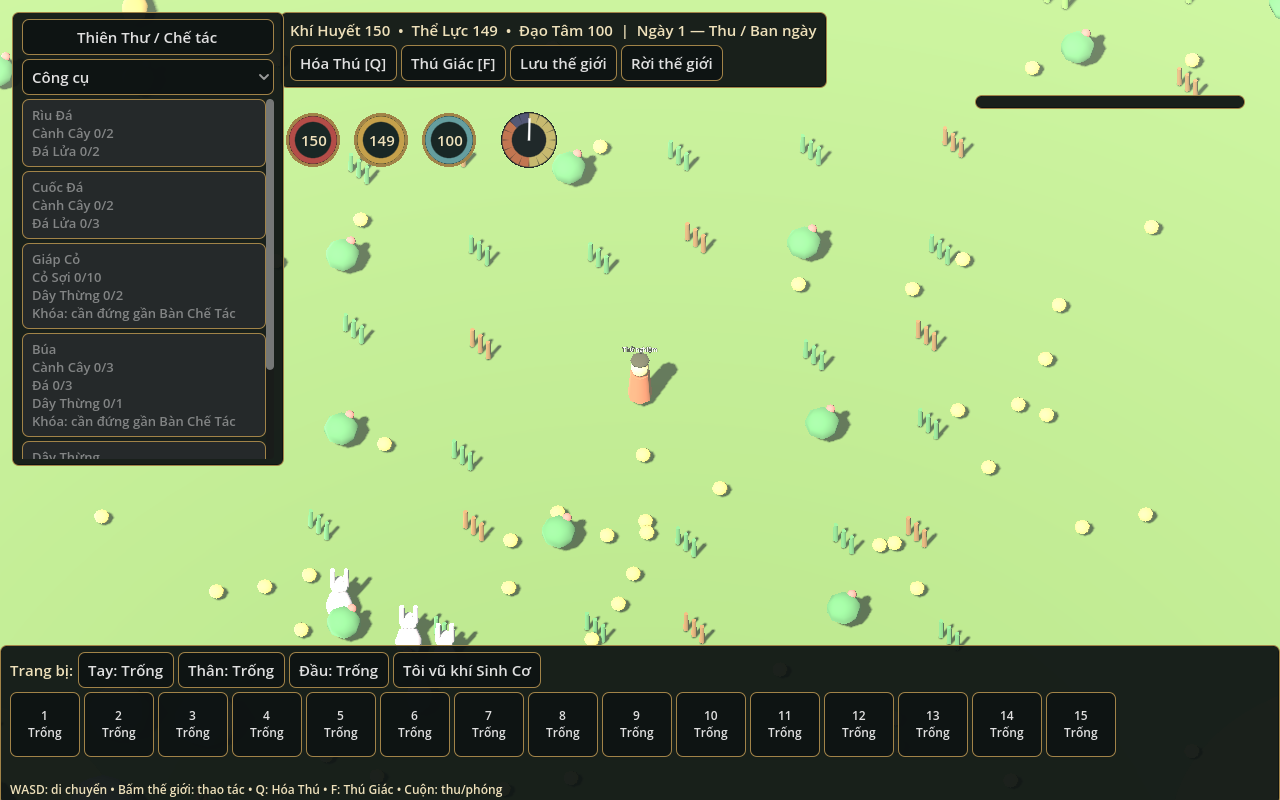 Thiên Thư / Chế tác
Công cụ
Rìu Đá
Cành Cây 0/2
Đá Lửa 0/2
Cuốc Đá
Cành Cây 0/2
Đá Lửa 0/3
Giáp Cỏ
Cỏ Sợi 0/10
Dây Thừng 0/2
Khóa: cần đứng gần Bàn Chế Tác
Búa
Cành Cây 0/3
Đá 0/3
Dây Thừng 0/1
Khóa: cần đứng gần Bàn Chế Tác
Dây Thừng
Khí Huyết 150 • Thể Lực 149 • Đạo Tâm 100 | Ngày 1 — Thu / Ban ngày
Hóa Thú [Q] Thú Giác [F] Lưu thế giới Rời thế giới
150 149 100
Trang bị: Tay: Trống Thân: Trống Đầu: Trống Tôi vũ khí Sinh Cơ
1 2 3 4 5 6 7 8 9 10 11 12 13 14 15
Trống Trống Trống Trống Trống Trống Trống Trống Trống Trống Trống Trống Trống Trống Trống
WASD: di chuyển • Bấm thế giới: thao tác • Q: Hóa Thú • F: Thú Giác • Cuộn: thu/phóng